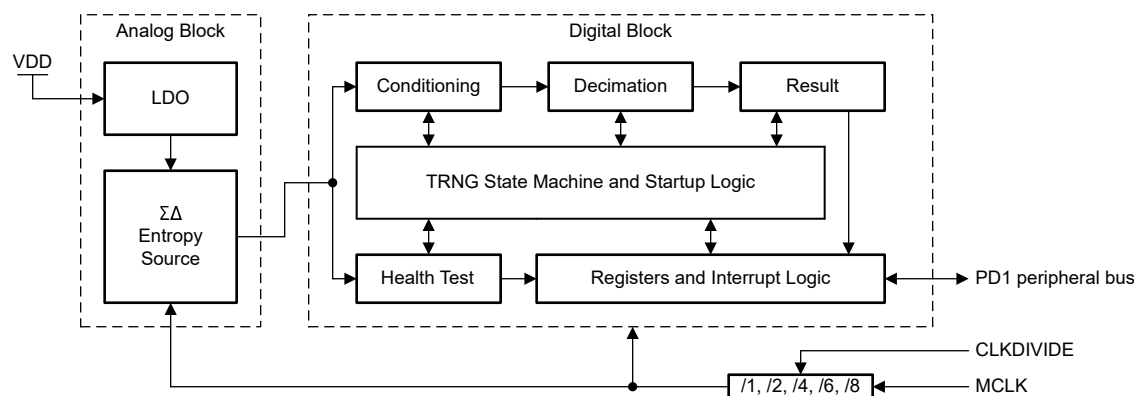 Analog Block
Digital Block
VDD
LDO
Conditioning
Decimation
Result
TRNG State Machine and Startup Logic
ΣΔ
Entropy
Source
Health Test
Registers and Interrupt Logic
PD1 peripheral bus
CLKDIVIDE
/1, /2, /4, /6, /8
MCLK